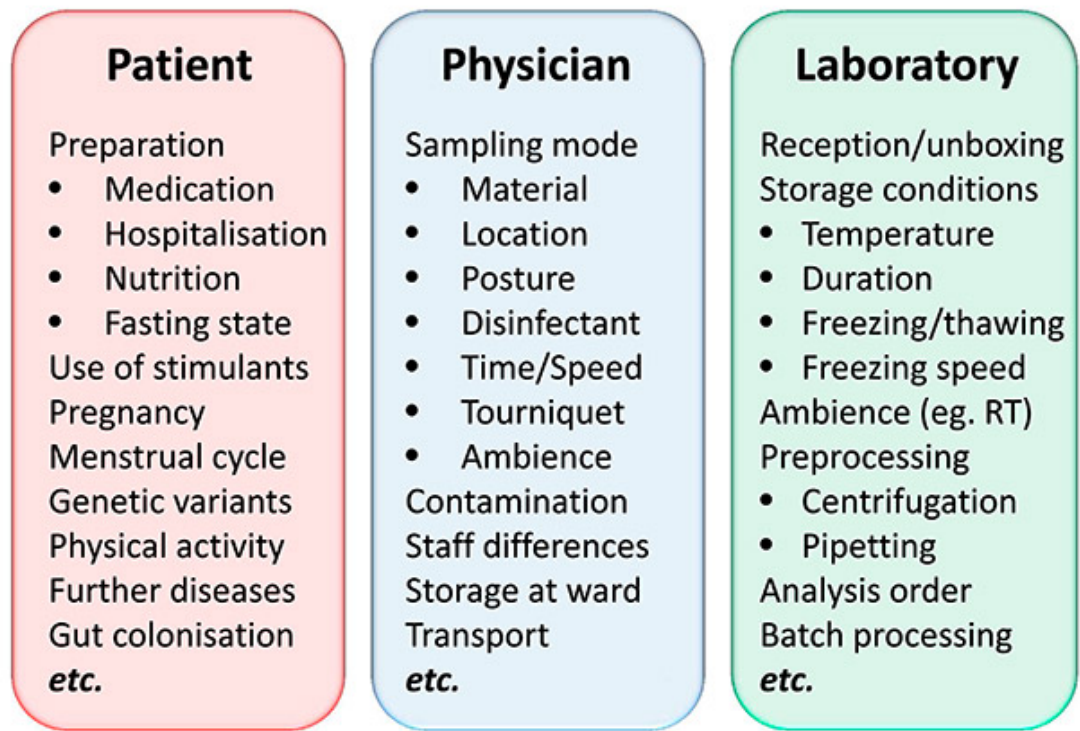 Patient
Preparation
• Medication
• Hospitalisation
• Nutrition
• Fasting state
Use of stimulants
Pregnancy
Menstrual cycle
Genetic variants
Physical activity
Further diseases
Gut colonisation
etc.
Physician
Sampling mode
• Material
• Location
• Posture
• Disinfectant
• Time/Speed
• Tourniquet
• Ambience
Contamination
Staff differences
Storage at ward
Transport
etc.
Laboratory
Reception/unboxing
Storage conditions
• Temperature
• Duration
• Freezing/thawing
• Freezing speed
Ambience (eg. RT)
Preprocessing
• Centrifugation
• Pipetting
Analysis order
Batch processing
etc.